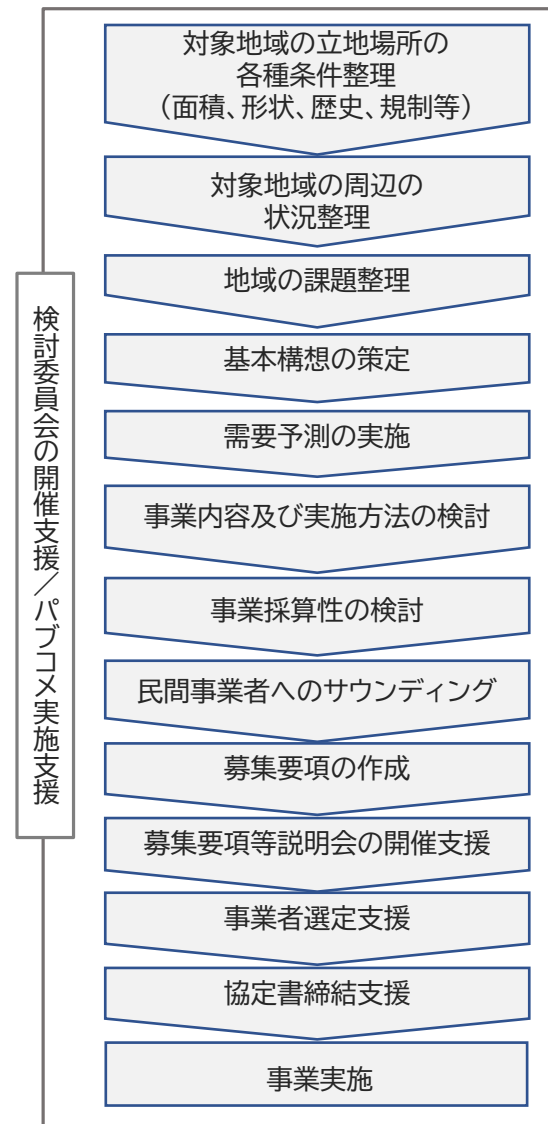 対象地域の立地場所の
各種条件整理
（面積、形状、歴史、規制等）
対象地域の周辺の
状況整理
地域の課題整理
基本構想の策定
需要予測の実施
事業内容及び実施方法の検討
事業採算性の検討
民間事業者へのサウンディング
募集要項の作成
募集要項等説明会の開催支援
事業者選定支援
協定書締結支援
事業実施
検討委員会の開催支援／パブコメ実施支援